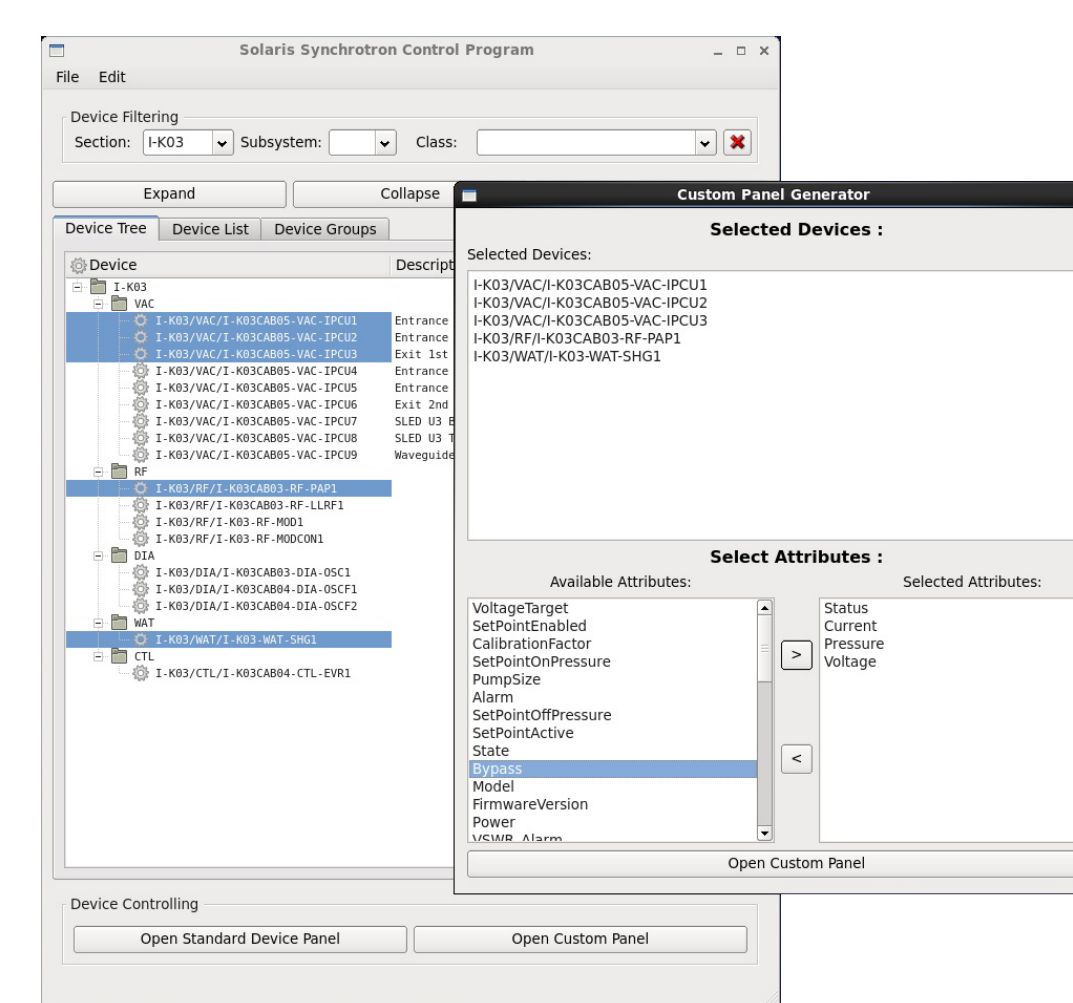 Solaris Synchrotron Control Program
File Edit
Device Filtering
Section: I-K03 Subsystem: Class:
Expand Collapse
Device Tree Device List Device Groups
Device Descript
I-K03
VAC
I-K03/VAC/I-K03CAB05-VAC-IPCU1 Entrance
I-K03/VAC/I-K03CAB05-VAC-IPCU2 Entrance
I-K03/VAC/I-K03CAB05-VAC-IPCU3 Exit 1st
I-K03/VAC/I-K03CAB05-VAC-IPCU4 Entrance
I-K03/VAC/I-K03CAB05-VAC-IPCU5 Entrance
I-K03/VAC/I-K03CAB05-VAC-IPCU6 Exit 2nd
I-K03/VAC/I-K03CAB05-VAC-IPCU7 SLED U3 B
I-K03/VAC/I-K03CAB05-VAC-IPCU8 SLED U3 T
I-K03/VAC/I-K03CAB05-VAC-IPCU9 Waveguide
RF
I-K03/RF/I-K03CAB03-RF-PAP1
I-K03/RF/I-K03CAB03-RF-LLRF1
I-K03/RF/I-K03-RF-MOD1
I-K03/RF/I-K03-RF-MODCON1
DIA
I-K03/DIA/I-K03CAB03-DIA-OSC1
I-K03/DIA/I-K03CAB04-DIA-OSCF1
I-K03/DIA/I-K03CAB04-DIA-OSCF2
WAT
I-K03/WAT/I-K03-WAT-SHG1
CTL
I-K03/CTL/I-K03CAB04-CTL-EVR1
Device Controlling
Open Standard Device Panel Open Custom Panel
Custom Panel Generator
Selected Devices :
Selected Devices:
I-K03/VAC/I-K03CAB05-VAC-IPCU1
I-K03/VAC/I-K03CAB05-VAC-IPCU2
I-K03/VAC/I-K03CAB05-VAC-IPCU3
I-K03/RF/I-K03CAB03-RF-PAP1
I-K03/WAT/I-K03-WAT-SHG1
Select Attributes :
Available Attributes:
VoltageTarget
SetPointEnabled
CalibrationFactor
SetPointOnPressure
PumpSize
Alarm
SetPointOffPressure
SetPointActive
State
Bypass
Model
FirmwareVersion
Power
VSWR_Alarm
>
<
Selected Attributes:
Status
Current
Pressure
Voltage
Open Custom Panel